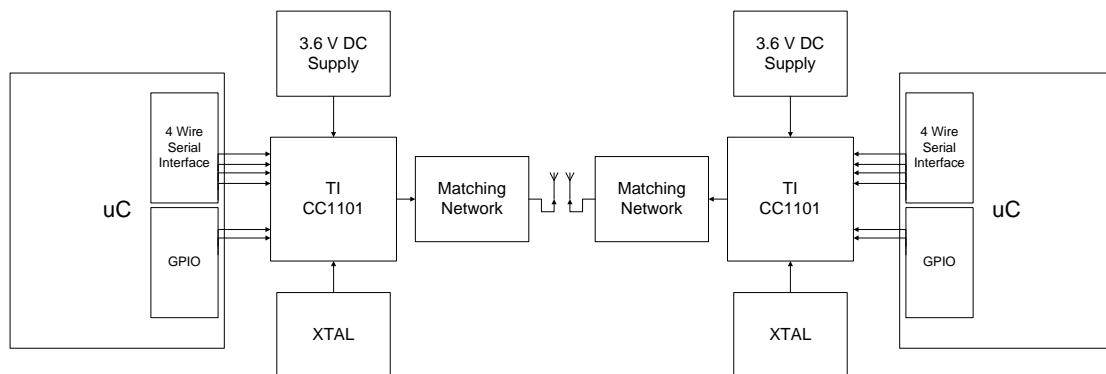 3.6 V DC
Supply
3.6 V DC
Supply
4 Wire
Serial
Interface
TI
CC1101
Matching
Network
Matching
Network
TI
CC1101
4 Wire
Serial
Interface
uC
uC
GPIO
GPIO
XTAL
XTAL